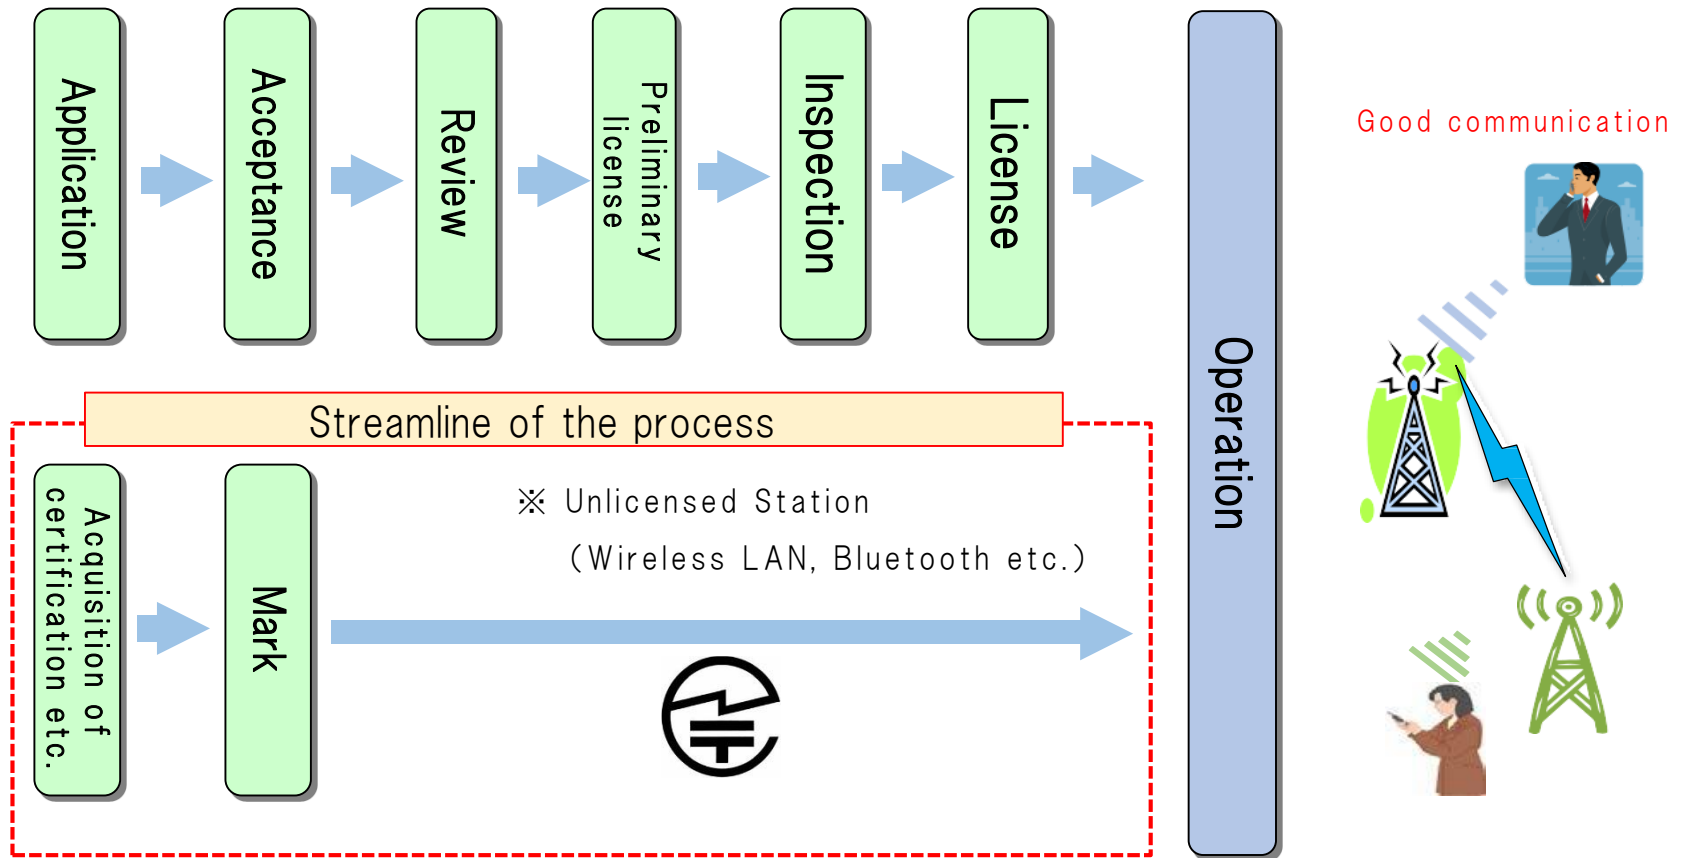 Application
Acceptance
Review
Preliminary
license
Inspection
License
Operation
Good communication
Streamline of the process
Acquisition of
certification etc.
Mark
※ Unlicensed Station
(Wireless LAN, Bluetooth etc.)